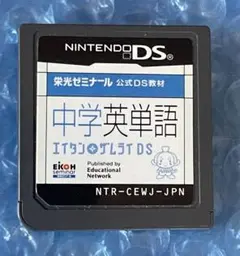 NINTENDO DS
栄光ゼミナール 公式DS教材
中学英単語
エイタン ザムライDS
EIKOH
seminar
Published by
Educational
Network
NTR-CEWJ-JPN